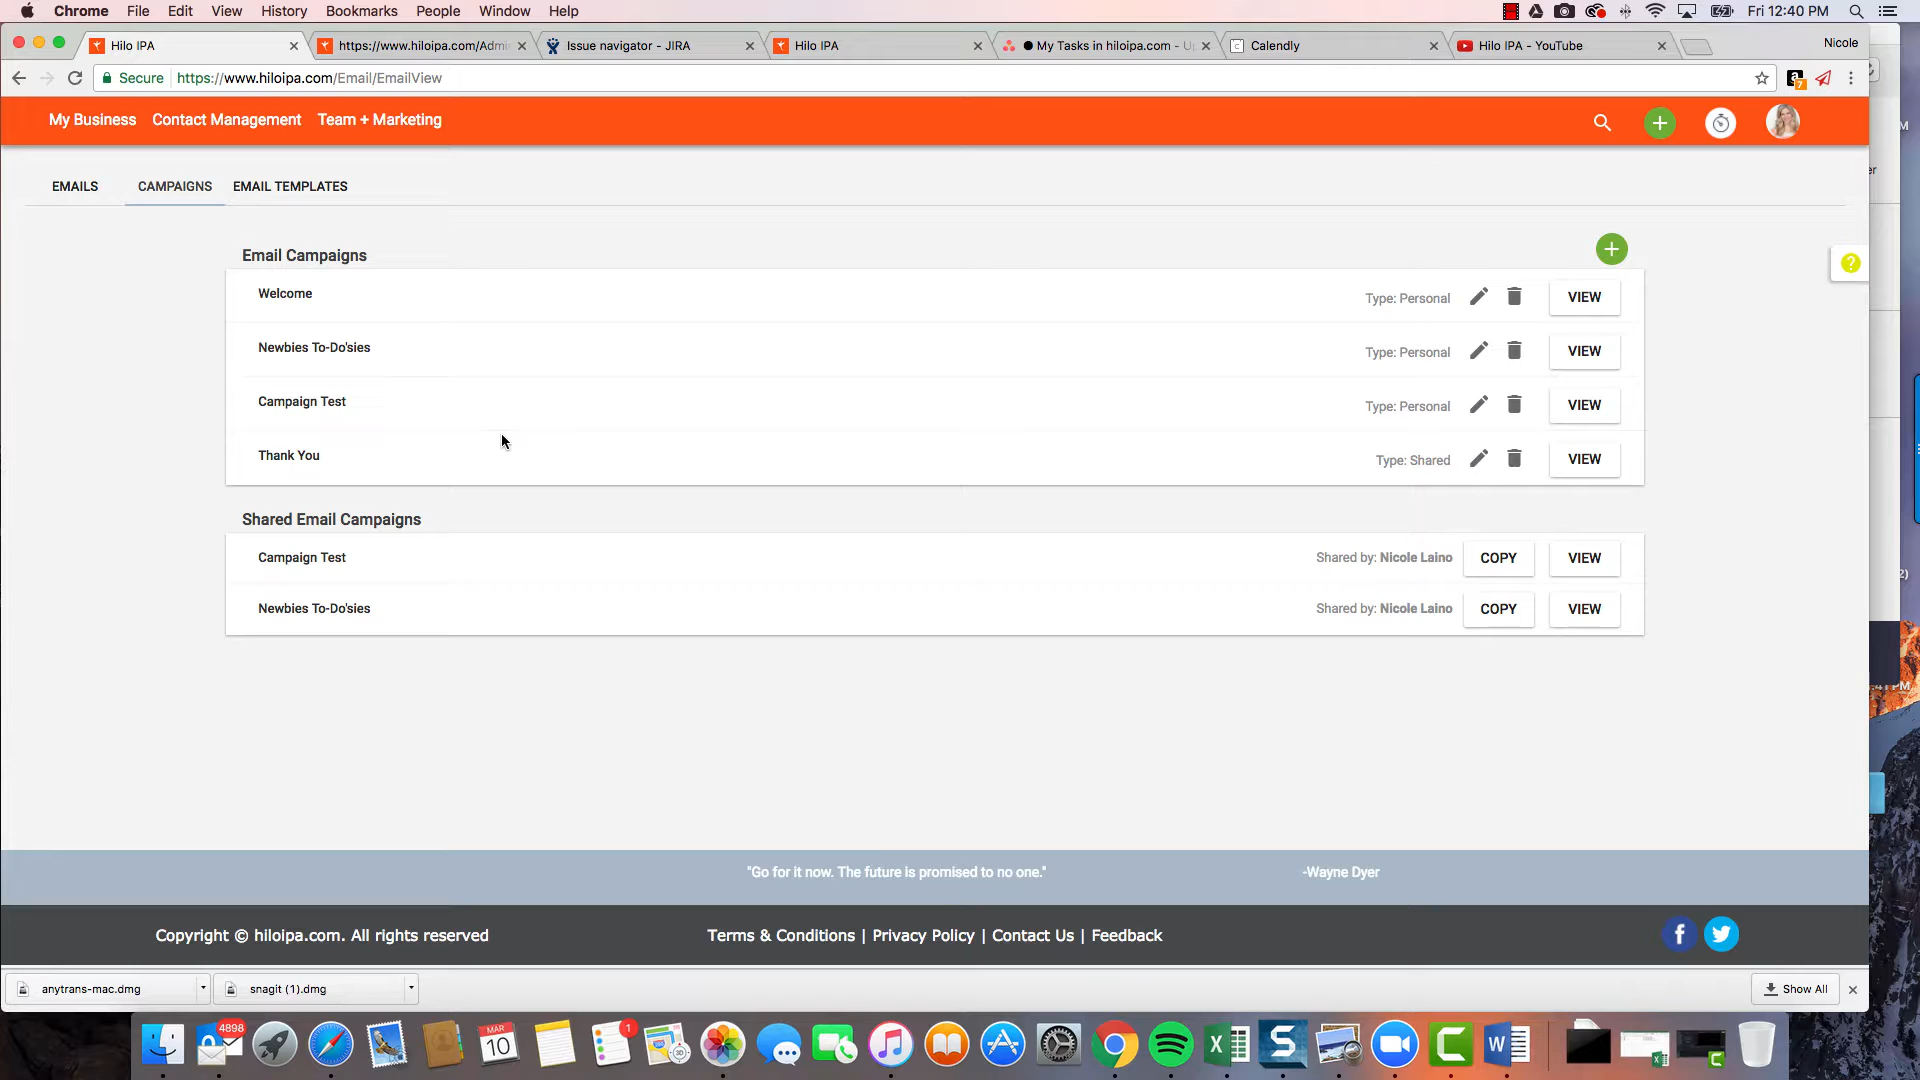 Chrome File Edit View History Bookmarks People Window Help Fri 12:40 PM
Hilo IPA https://www.hiloipa.com/Admi Issue navigator - JIRA Hilo IPA My Tasks in hiloipa.com - Calendly Hilo IPA - YouTube Nicole
Secure https://www.hiloipa.com/Email/EmailView 7
My Business Contact Management Team + Marketing
EMAILS CAMPAIGNS EMAIL TEMPLATES
Email Campaigns
?
Welcome Type: Personal VIEW
Newbies To-Do'sies Type: Personal VIEW
Campaign Test Type: Personal VIEW
Thank You Type: Shared VIEW
Shared Email Campaigns
Campaign Test Shared by: Nicole Laino COPY VIEW
Newbies To-Do'sies Shared by: Nicole Laino COPY VIEW
"Go for it now. The future is promised to no one." -Wayne Dyer
Copyright © hiloipa.com. All rights reserved Terms & Conditions | Privacy Policy | Contact Us | Feedback
anytrans-mac.dmg snagit (1).dmg Show All
4898 MAR 10 1